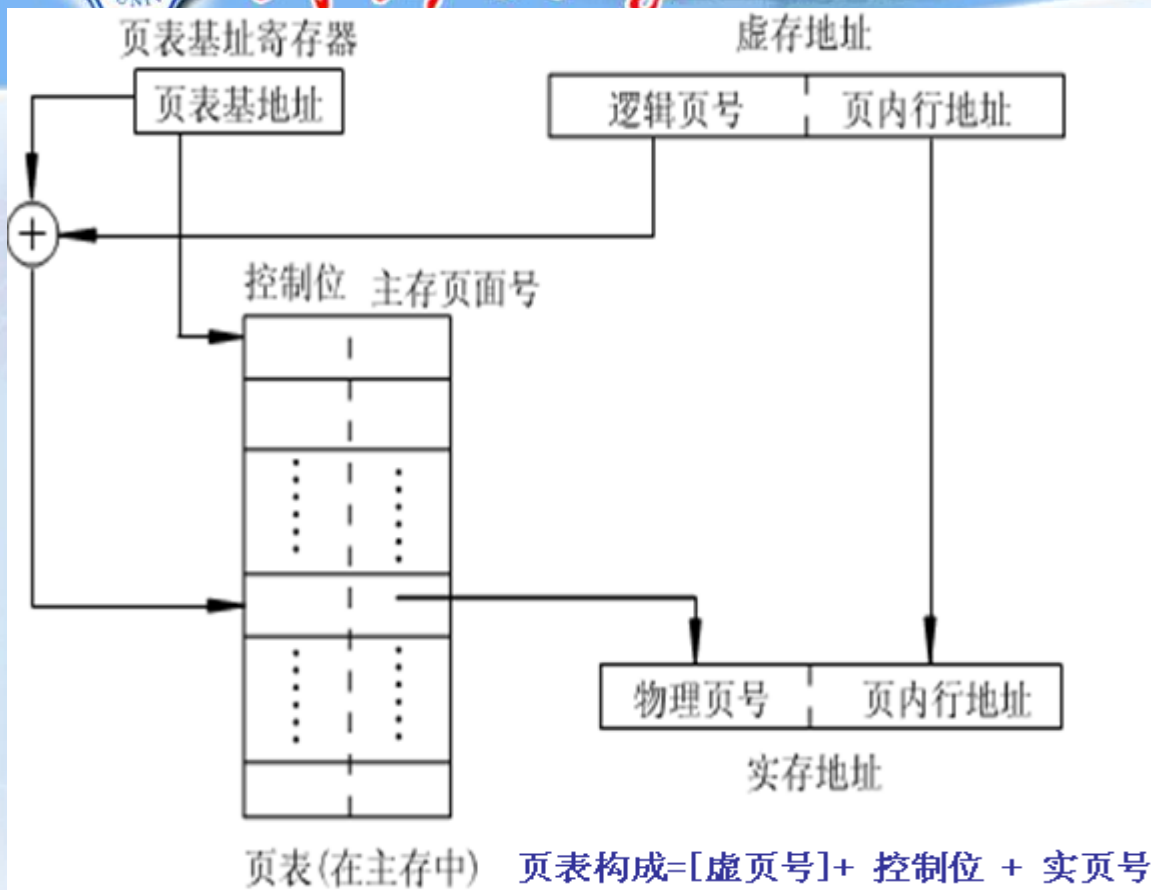 页表基址寄存器
虚存地址
页表基地址
逻辑页号 页内行地址
+
控制位 主存页面号
物理页号 页内行地址
实存地址
页表(在主存中)
页表构成=[虚页号]+ 控制位 + 实页号